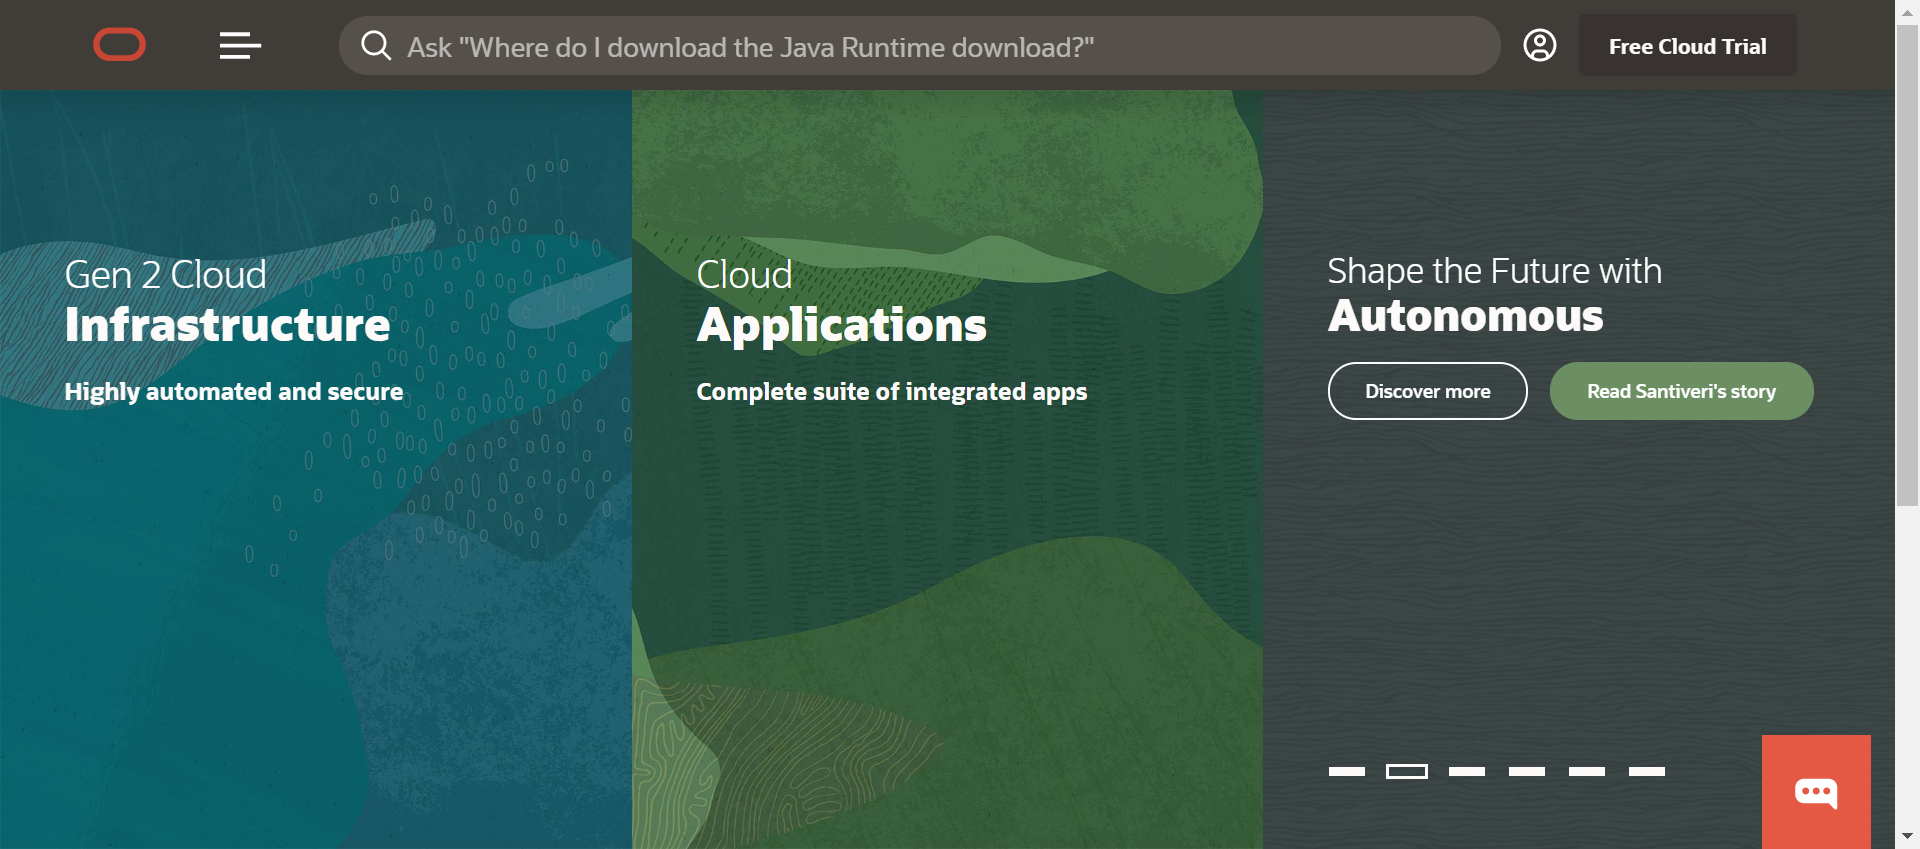 Ask "Where do I download the Java Runtime download?"
Free Cloud Trial
Gen 2 Cloud
Infrastructure
Highly automated and secure
Cloud
Applications
Complete suite of integrated apps
Shape the Future with
Autonomous
Discover more
Read Santiveri's story